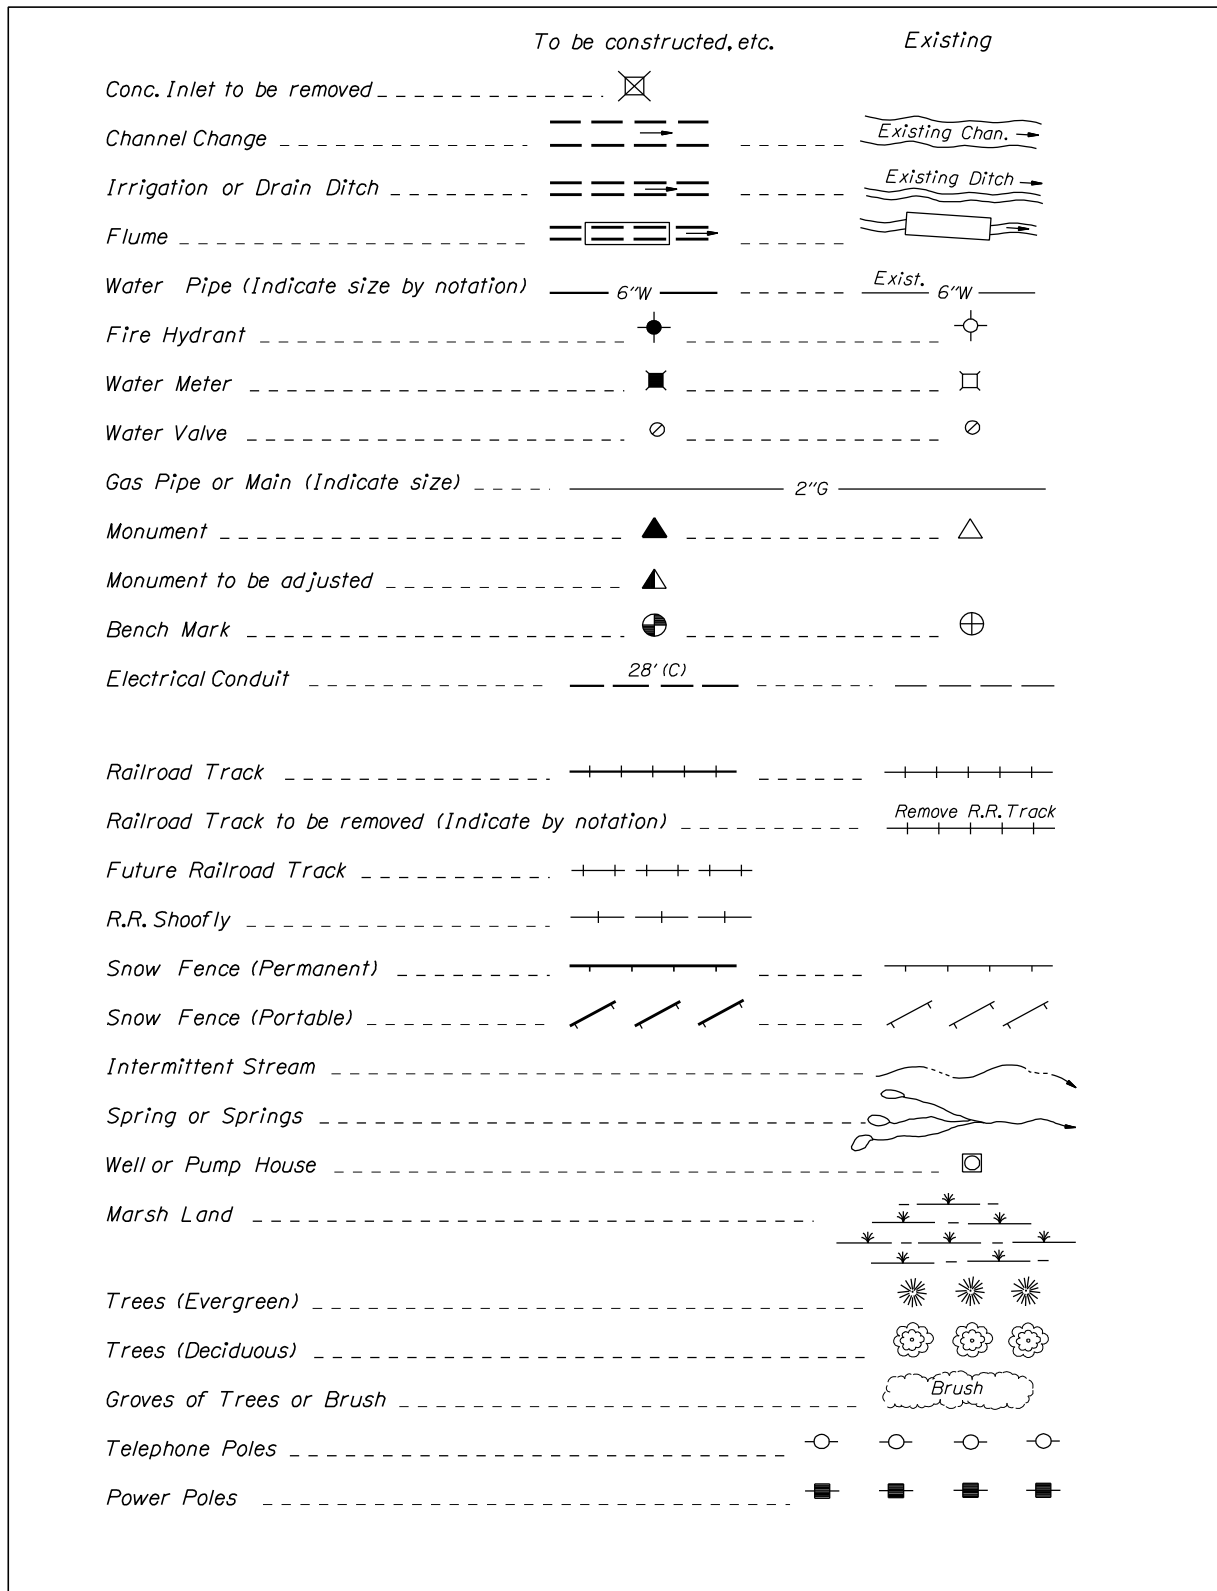 To be constructed, etc. Existing
Conc. Inlet to be removed
Channel Change Existing Chan.
Irrigation or Drain Ditch Existing Ditch
Flume
Water Pipe (Indicate size by notation) 6"W Exist. 6"W
Fire Hydrant
Water Meter
Water Valve
Gas Pipe or Main (Indicate size) 2"G
Monument
Monument to be adjusted
Bench Mark
Electrical Conduit 28' (C)
Railroad Track
Railroad Track to be removed (Indicate by notation) Remove R.R. Track
Future Railroad Track
R.R. Shoofly
Snow Fence (Permanent)
Snow Fence (Portable)
Intermittent Stream
Spring or Springs
Well or Pump House
Marsh Land
Trees (Evergreen)
Trees (Deciduous)
Groves of Trees or Brush Brush
Telephone Poles
Power Poles